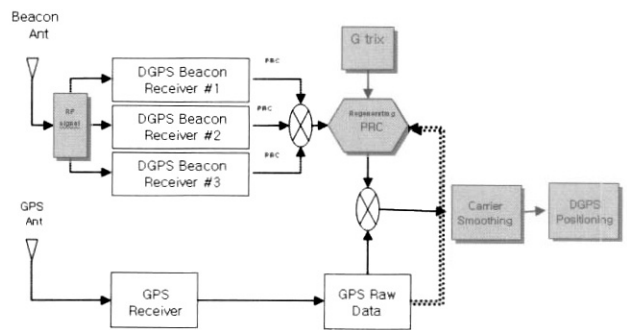 Beacon
Ant
G trix
PRC
DGPS Beacon
Receiver #1
RF
signal
PRC
DGPS Beacon
Receiver #2
Regenerating
PRC
PRC
DGPS Beacon
Receiver #3
GPS
Ant
Carrier
Smoothing
DGPS
Positioning
GPS
Receiver
GPS Raw
Data